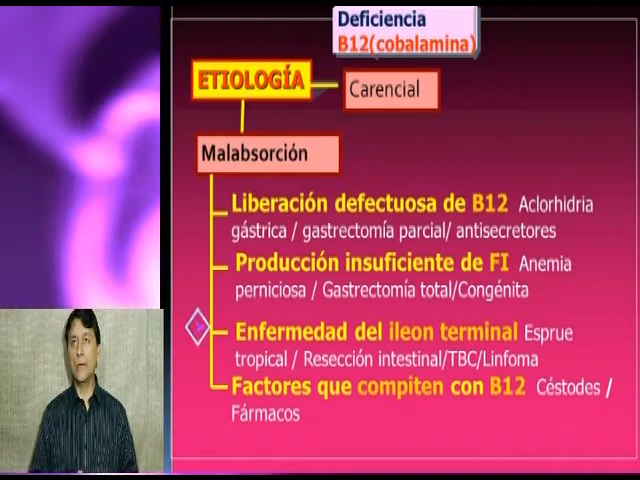 Deficiencia
B12(cobalamina)
ETIOLOGÍA
Carencial
Malabsorción
Liberación defectuosa de B12 Aclorhidria
gástrica / gastrectomía parcial/ antisecretores
Producción insuficiente de FI Anemia
perniciosa / Gastrectomía total/Congénita
Enfermedad del ileon terminal Esprue
tropical / Resección intestinal/TBC/Linfoma
Factores que compiten con B12 Céstodes /
Fármacos